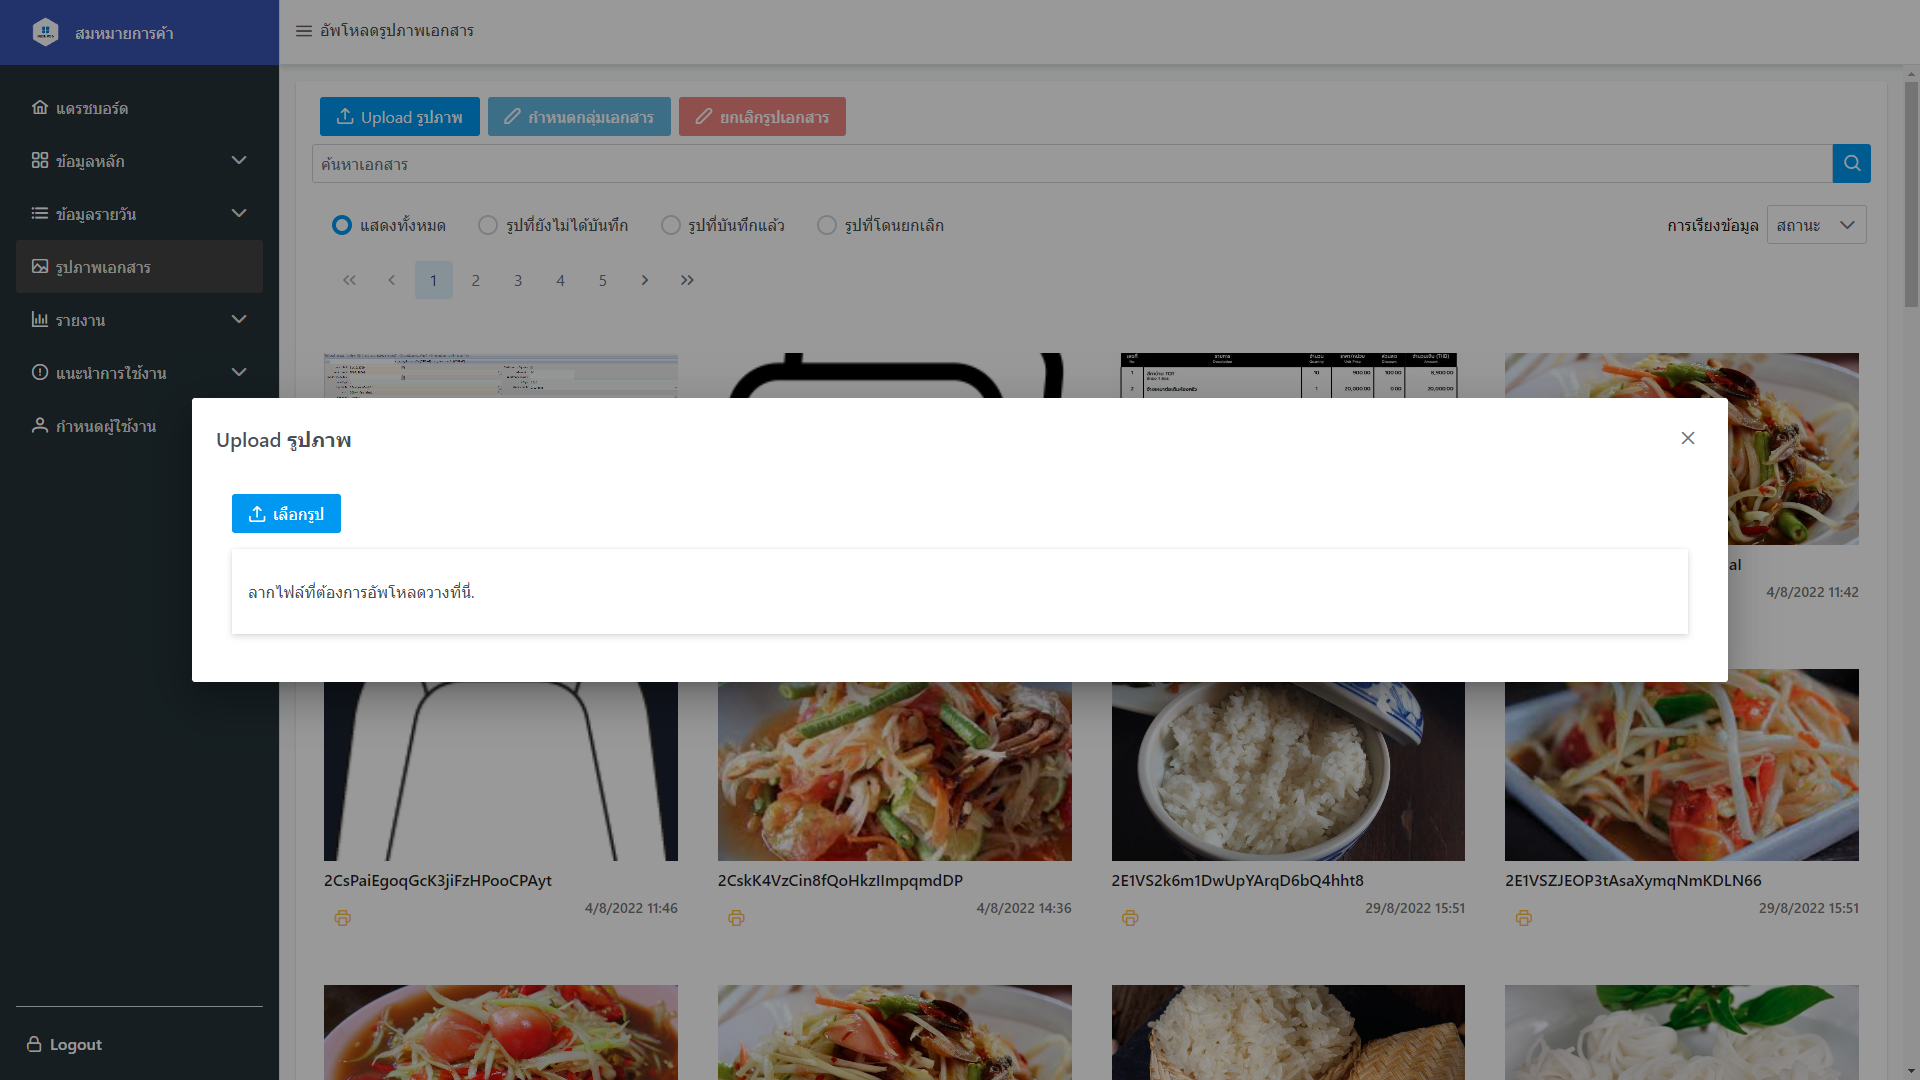 สมหมายการค้า
อัพโหลดรูปภาพเอกสาร
แดรชบอร์ด
ข้อมูลหลัก
ข้อมูลรายวัน
รูปภาพเอกสาร
รายงาน
แนะนำการใช้งาน
กำหนดผู้ใช้งาน
Logout
Upload รูปภาพ
กำหนดกลุ่มเอกสาร
ยกเลิกรูปเอกสาร
ค้นหาเอกสาร
แสดงทั้งหมด
รูปที่ยังไม่ได้บันทึก
รูปที่บันทึกแล้ว
รูปที่โดนยกเลิก
การเรียงข้อมูล
สถานะ
1 2 3 4 5
Upload รูปภาพ
เลือกรูป
ลากไฟล์ที่ต้องการอัพโหลดวางที่นี่.
al
4/8/2022 11:42
2CsPaiEgoqGcK3jiFzHPooCPAyt
4/8/2022 11:46
2CskK4VzCin8fQoHkzIImpqmdDP
4/8/2022 14:36
2E1VS2k6m1DwUpYArqD6bQ4hht8
29/8/2022 15:51
2E1VSZJEOP3tAsaXymqNmKDLN66
29/8/2022 15:51